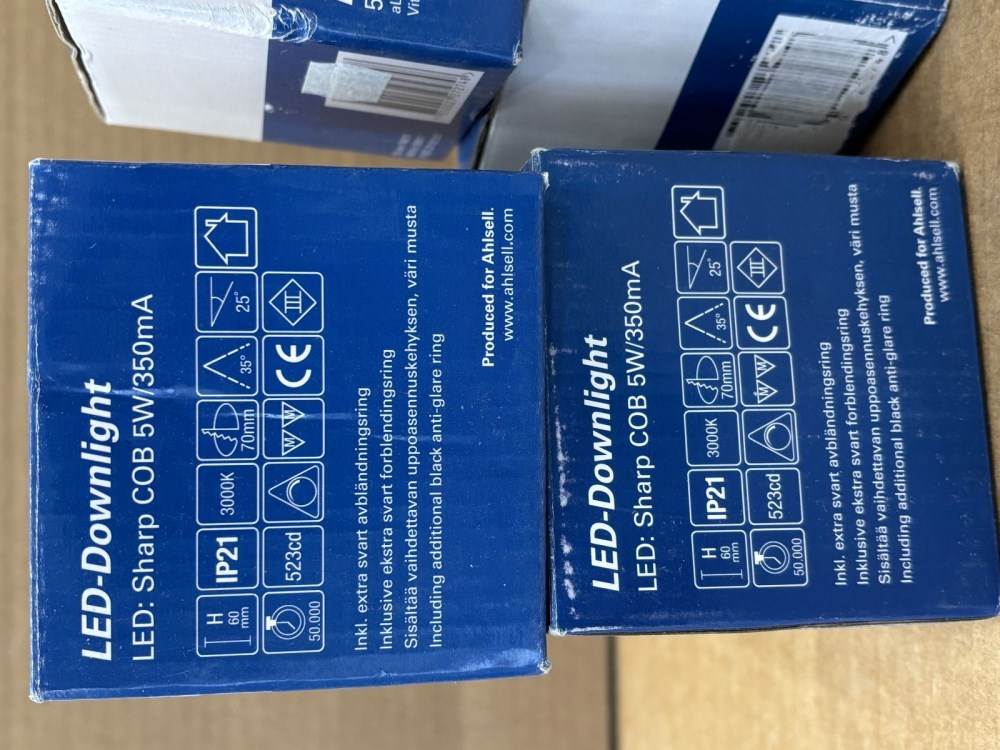 LED-Downlight
LED: Sharp COB 5W/350mA
H
60
mm
IP21
3000K
70mm
35°
25°
50.000
523cd
W W
CE
III
Inkl. extra svart avbländningsring
Inklusive ekstra svart forblendingsring
Sisältää vaihdettavan uppoasennuskehyksen, väri musta
Including additional black anti-glare ring
Produced for Ahlsell.
www.ahlsell.com
LED-Downlight
LED: Sharp COB 5W/350mA
H
60
mm
IP21
3000K
70mm
35°
25°
50.000
523cd
W W
CE
III
Inkl. extra svart avbländningsring
Inklusive ekstra svart forblendingsring
Sisältää vaihdettavan uppoasennuskehyksen, väri musta
Including additional black anti-glare ring
Produced for Ahlsell.
www.ahlsell.com